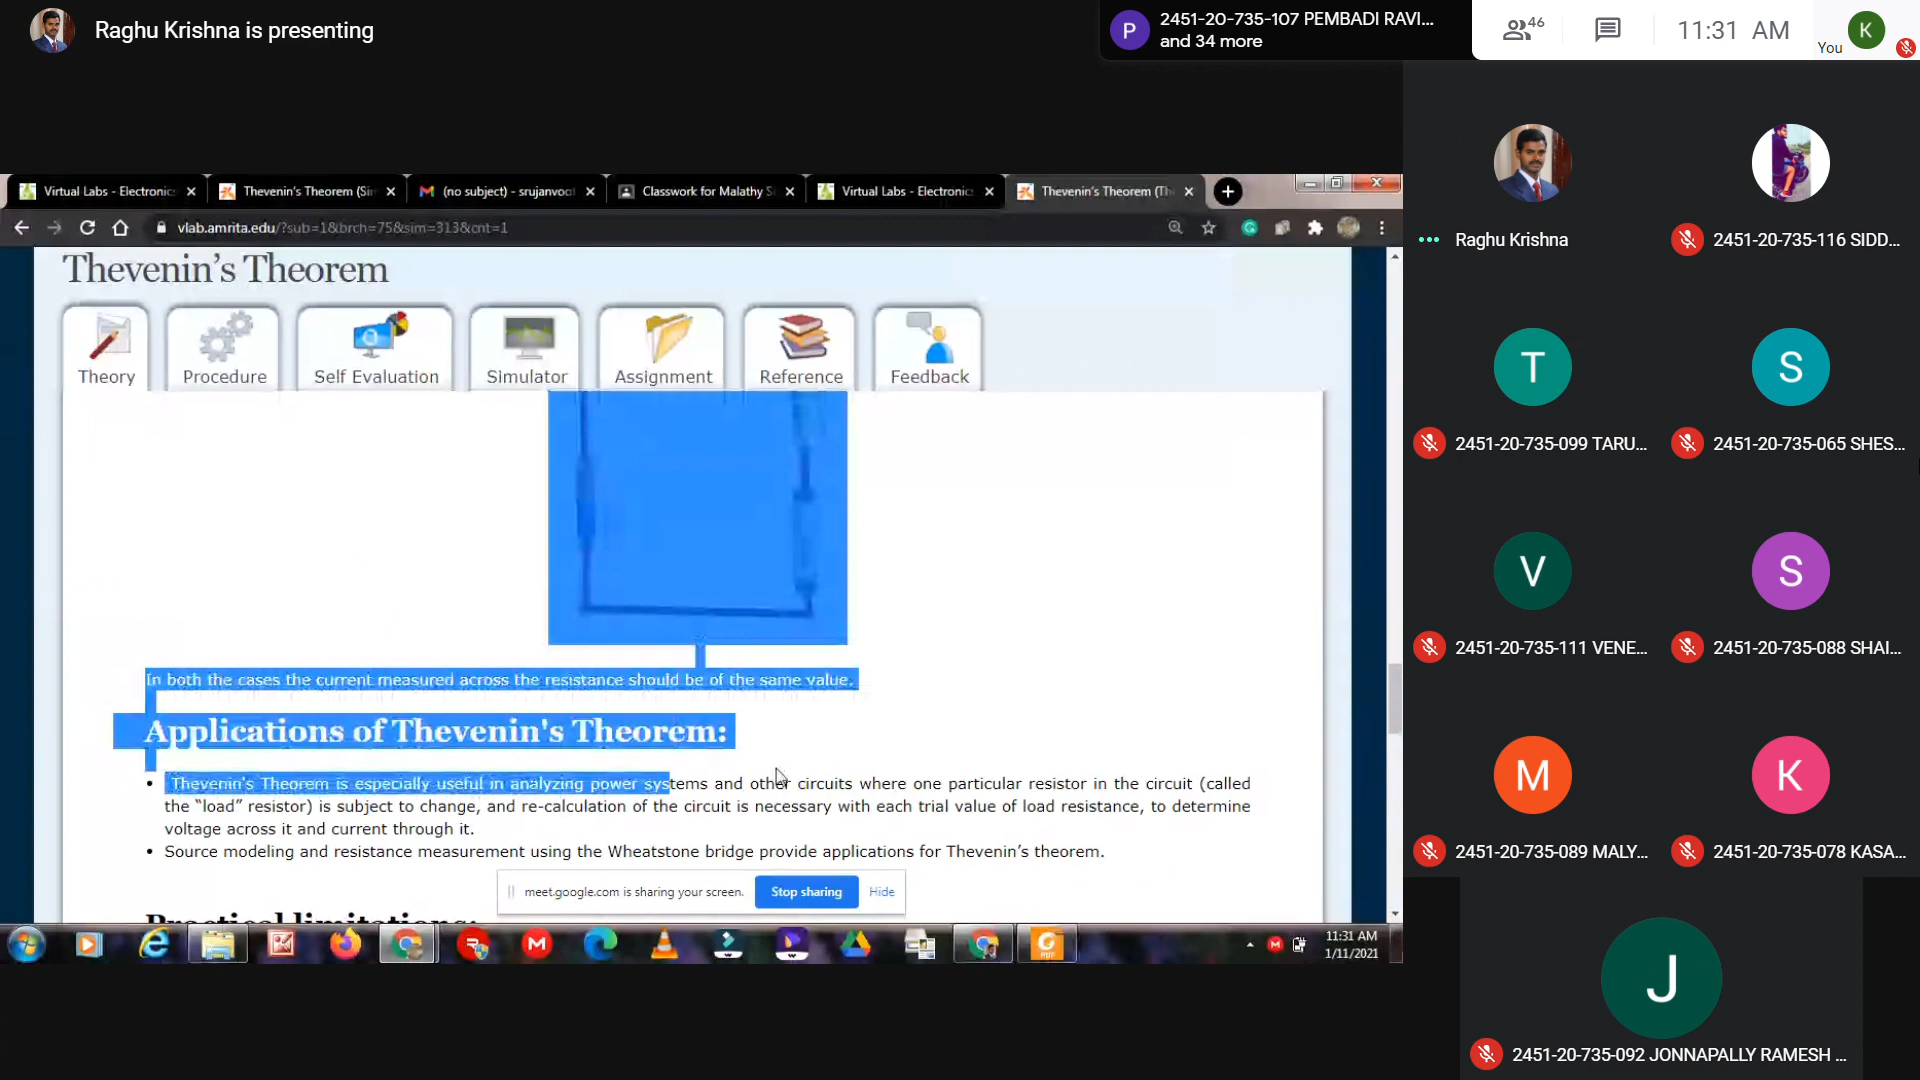 Raghu Krishna is presenting
P
2451-20-735-107 PEMBADI RAVI...
and 34 more
46
11:31 AM
You
K
Virtual Labs - Electronics
Thevenin's Theorem (Sim
(no subject) - srujanvoot
Classwork for Malathy S
Virtual Labs - Electronics
Thevenin's Theorem (Th
vlab.amrita.edu/?sub=1&brch=75&sim=313&cnt=1
Thevenin's Theorem
Theory
Procedure
Self Evaluation
Simulator
Assignment
Reference
Feedback
In both the cases the current measured across the resistance should be of the same value.
Applications of Thevenin's Theorem:
• Thevenin's Theorem is especially useful in analyzing power systems and other circuits where one particular resistor in the circuit (called
the “load” resistor) is subject to change, and re-calculation of the circuit is necessary with each trial value of load resistance, to determine
voltage across it and current through it.
• Source modeling and resistance measurement using the Wheatstone bridge provide applications for Thevenin's theorem.
Practical limitations:
meet.google.com is sharing your screen.
Stop sharing
Hide
11:31 AM
1/11/2021
Raghu Krishna
2451-20-735-116 SIDD...
T
2451-20-735-099 TARU...
S
2451-20-735-065 SHES...
V
2451-20-735-111 VENE...
S
2451-20-735-088 SHAI...
M
2451-20-735-089 MALY...
K
2451-20-735-078 KASA...
J
2451-20-735-092 JONNAPALLY RAMESH ...